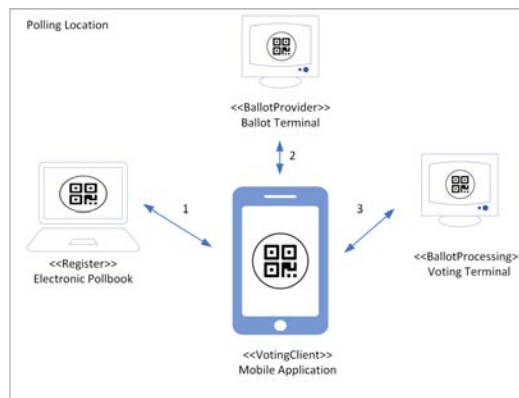 Polling Location
<<BallotProvider>>
Ballot Terminal
2
1
3
<<Register>>
Electronic Pollbook
<<BallotProcessing>
Voting Terminal
<<VotingClient>>
Mobile Application